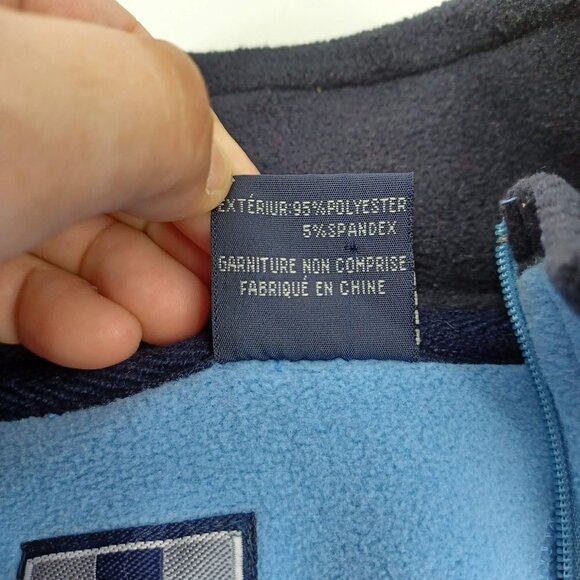 EXTÉRIUR:95%POLYESTER
5%SPANDEX
GARNITURE NON COMPRISE
FABRIQUÉ EN CHINE